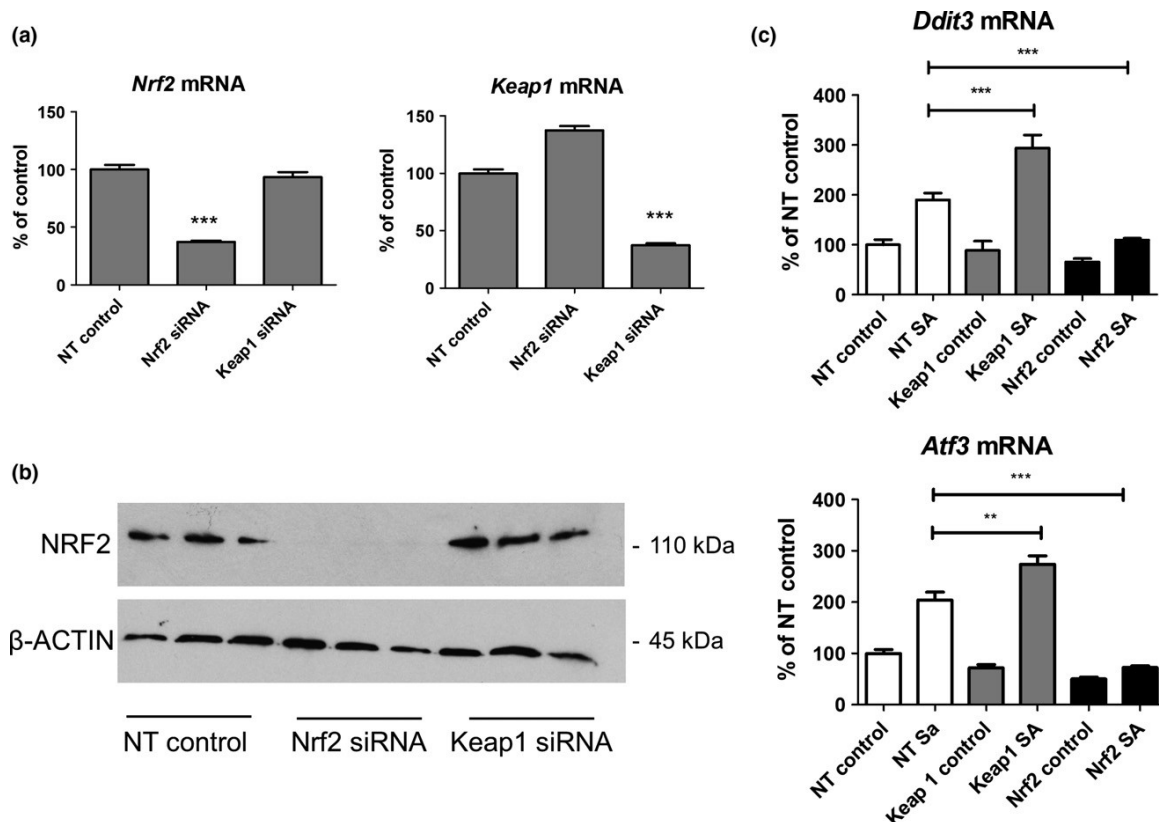 (a)
Nrf2 mRNA
% of control
150
100
50
0
***
NT control
Nrf2 siRNA
Keap1 siRNA
Keap1 mRNA
% of control
150
100
50
0
***
NT control
Nrf2 siRNA
Keap1 siRNA
(b)
NRF2
- 110 kDa
β-ACTIN
- 45 kDa
NT control
Nrf2 siRNA
Keap1 siRNA
(c)
Ddit3 mRNA
% of NT control
400
300
200
100
0
***
***
NT control
NT SA
Keap1 control
Keap1 SA
Nrf2 control
Nrf2 SA
Atf3 mRNA
% of NT control
400
300
200
100
0
***
**
NT control
NT Sa
Keap 1 control
Keap1 SA
Nrf2 control
Nrf2 SA